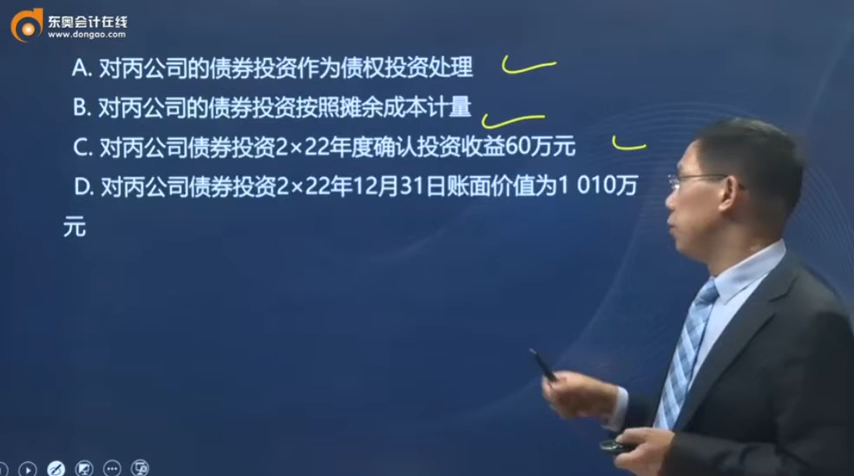 东奥会计在线
www.dongao.com
A. 对丙公司的债券投资作为债权投资处理
B. 对丙公司的债券投资按照摊余成本计量
C. 对丙公司债券投资2×22年度确认投资收益60万元
D. 对丙公司债券投资2×22年12月31日账面价值为1 010万
元